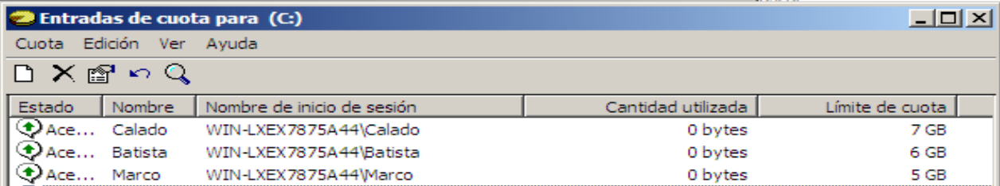 Entradas de cuota para (C:)
Cuota Edición Ver Ayuda
Estado Nombre Nombre de inicio de sesión Cantidad utilizada Límite de cuota
Ace... Calado WIN-LXEX7875A44\Calado 0 bytes 7 GB
Ace... Batista WIN-LXEX7875A44\Batista 0 bytes 6 GB
Ace... Marco WIN-LXEX7875A44\Marco 0 bytes 5 GB